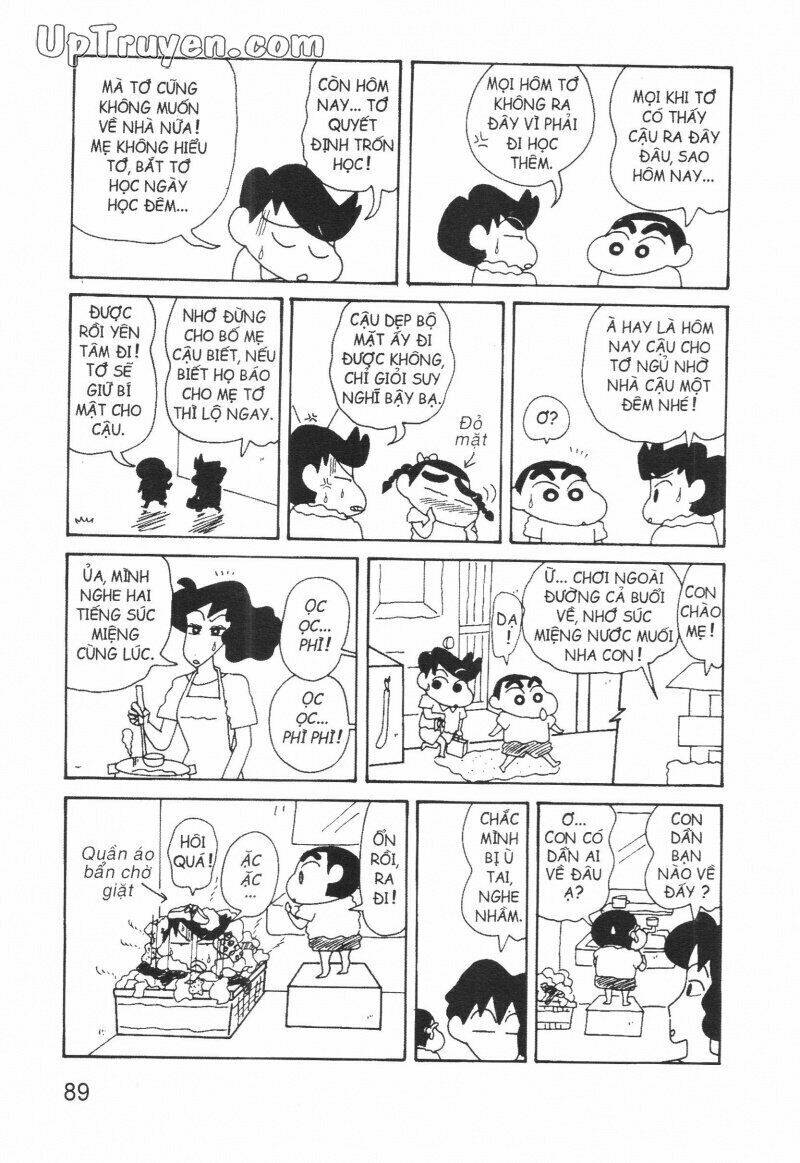 UpTruyen.com
MỌI KHI TỚ
CÓ THẤY
CẬU RA ĐÂY
ĐÂU, SAO
HÔM NAY...
MỌI HÔM TỚ
KHÔNG RA
ĐÂY VÌ PHẢI
ĐI HỌC
THÊM.
CÒN HÔM
NAY... TỚ
QUYẾT
ĐỊNH TRỐN
HỌC!
MÀ TỚ CŨNG
KHÔNG MUỐN
VỀ NHÀ NỮA!
MẸ KHÔNG HIỂU
TỚ, BẮT TỚ
HỌC NGÀY
HỌC ĐÊM...
À HAY LÀ HÔM
NAY CẬU CHO
TỚ NGỦ NHỜ
NHÀ CẬU MỘT
ĐÊM NHÉ!
Ơ?
CẬU DẸP BỘ
MẶT ẤY ĐI
ĐƯỢC KHÔNG,
CHỈ GIỎI SUY
NGHĨ BẬY BẠ.
Đỏ
mặt
NHỚ ĐỪNG
CHO BỐ MẸ
CẬU BIẾT, NẾU
BIẾT HỌ BÁO
CHO MẸ TỚ
THÌ LỘ NGAY.
ĐƯỢC
RỒI YÊN
TÂM ĐI!
TỚ SẼ
GIỮ BÍ
MẬT CHO
CẬU.
CON
CHÀO
MẸ!
Ừ... CHƠI NGOÀI
ĐƯỜNG CẢ BUỔI
VỀ, NHỚ SÚC
MIỆNG NƯỚC MUỐI
NHA CON!
DẠ
!
ỌC
ỌC...
PHÌ!
ỌC
ỌC...
PHÌ PHÌ!
ỦA, MÌNH
NGHE HAI
TIẾNG SÚC
MIỆNG
CÙNG LÚC.
CON
DẪN
BẠN
NÀO VỀ
ĐẤY?
Ơ...
CON CÓ
DẪN AI
VỀ ĐÂU
Ạ?
CHẮC
MÌNH
BỊ Ù
TAI,
NGHE
NHẦM.
ỔN
RỒI,
RA
ĐI!
ẶC
ẶC
...
HÔI
QUÁ!
Quần áo
bẩn chờ
giặt
89